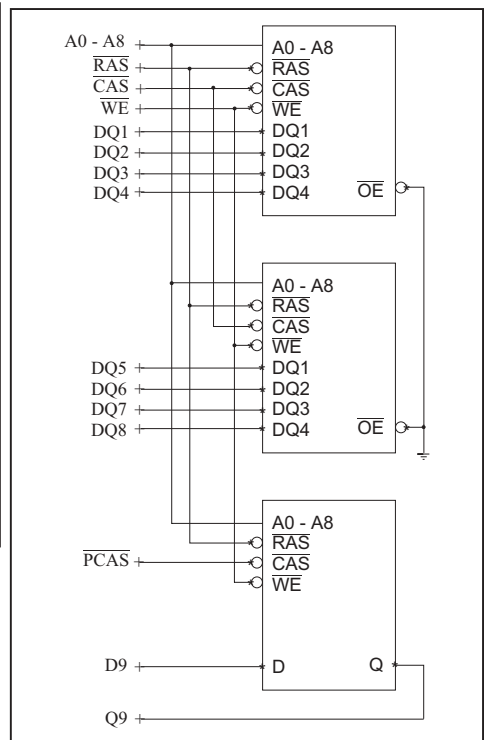 A0 - A8 A0 - A8
RAS RAS
CAS CAS
WE WE
DQ1 DQ1
DQ2 DQ2
DQ3 DQ3
DQ4 DQ4 OE
A0 - A8
RAS
CAS
WE
DQ5 DQ1
DQ6 DQ2
DQ7 DQ3
DQ8 DQ4 OE
A0 - A8
RAS
PCAS CAS
WE
D9 D Q
Q9